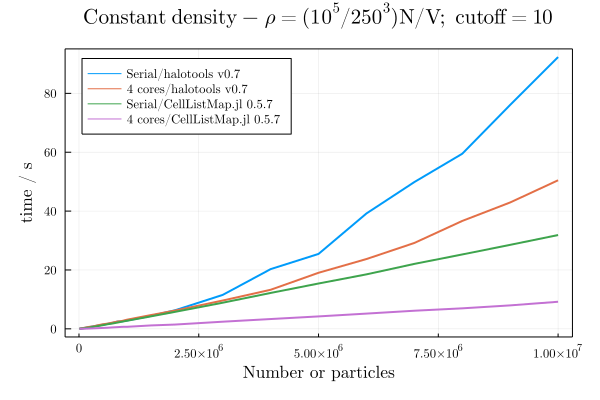 Constant density − ρ = (10⁵/250³)N/V; cutoff = 10
Serial/halotools v0.7
4 cores/halotools v0.7
Serial/CellListMap.jl 0.5.7
4 cores/CellListMap.jl 0.5.7
time / s
80
60
40
20
0
0 2.50×10⁶ 5.00×10⁶ 7.50×10⁶ 1.00×10⁷
Number or particles